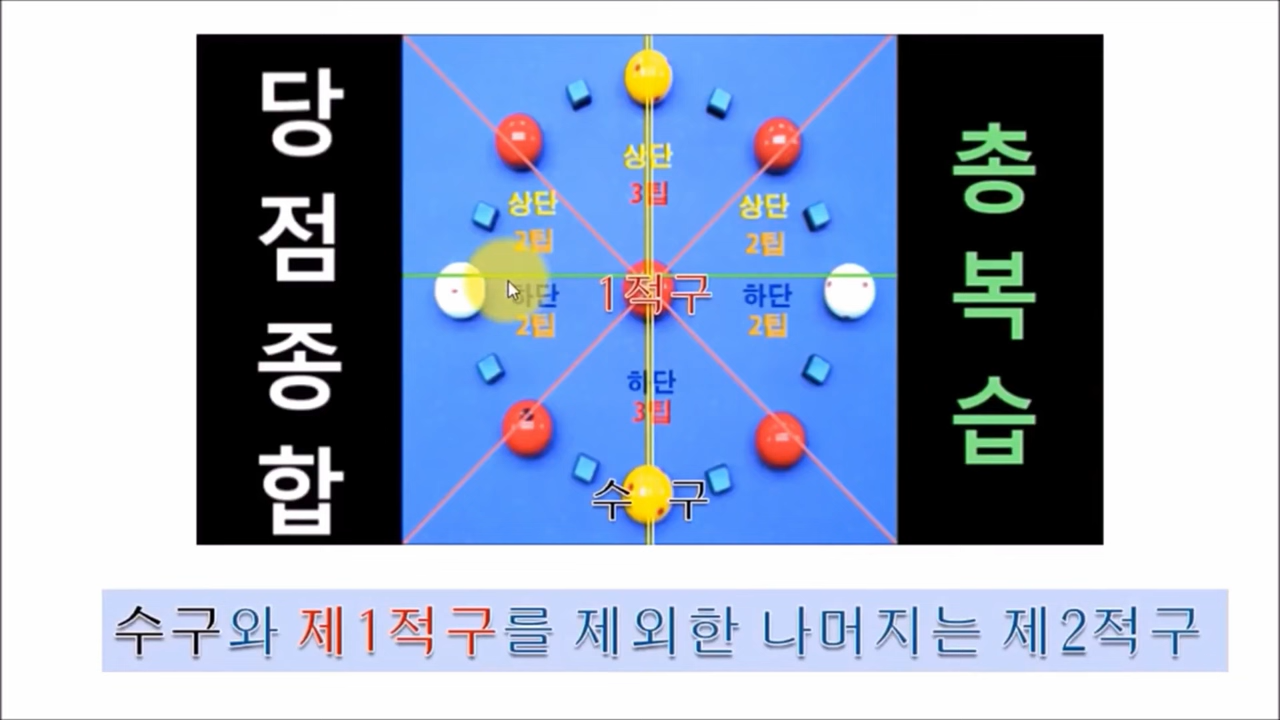 당점종합
총복습
상단
3팁
상단
2팁
상단
2팁
1적구
하단
2팁
하단
2팁
하단
3팁
수구
수구와 제1적구를 제외한 나머지는 제2적구